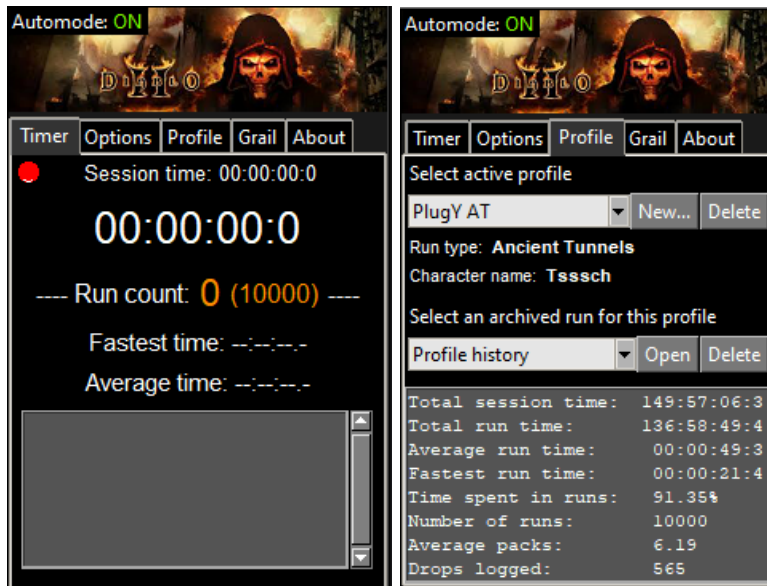 Automode: ON
Diablo II
Timer Options Profile Grail About
Session time: 00:00:00:0
00:00:00:0
---- Run count: 0 (10000) ----
Fastest time: --:--:--.-
Average time: --:--:--.-
Automode: ON
Diablo II
Timer Options Profile Grail About
Select active profile
PlugY AT New... Delete
Run type: Ancient Tunnels
Character name: Tsssch
Select an archived run for this profile
Profile history Open Delete
Total session time: 149:57:06:3
Total run time: 136:58:49:4
Average run time: 00:00:49:3
Fastest run time: 00:00:21:4
Time spent in runs: 91.35%
Number of runs: 10000
Average packs: 6.19
Drops logged: 565